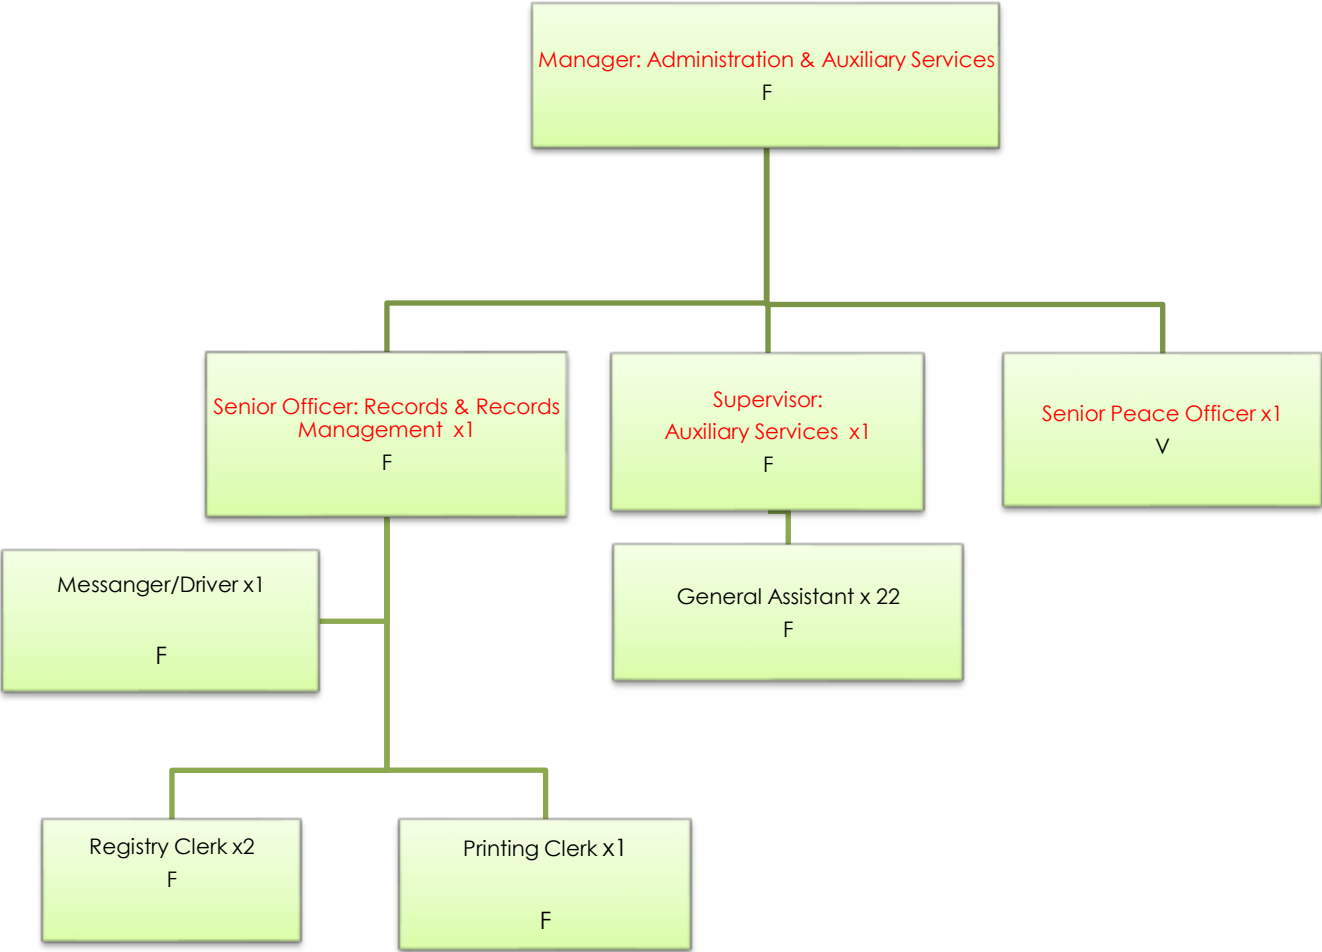 Manager: Administration & Auxiliary Services
F
Senior Officer: Records & Records
Management x1
F
Supervisor:
Auxiliary Services x1
F
Senior Peace Officer x1
V
Messanger/Driver x1
F
General Assistant x 22
F
Registry Clerk x2
F
Printing Clerk x1
F